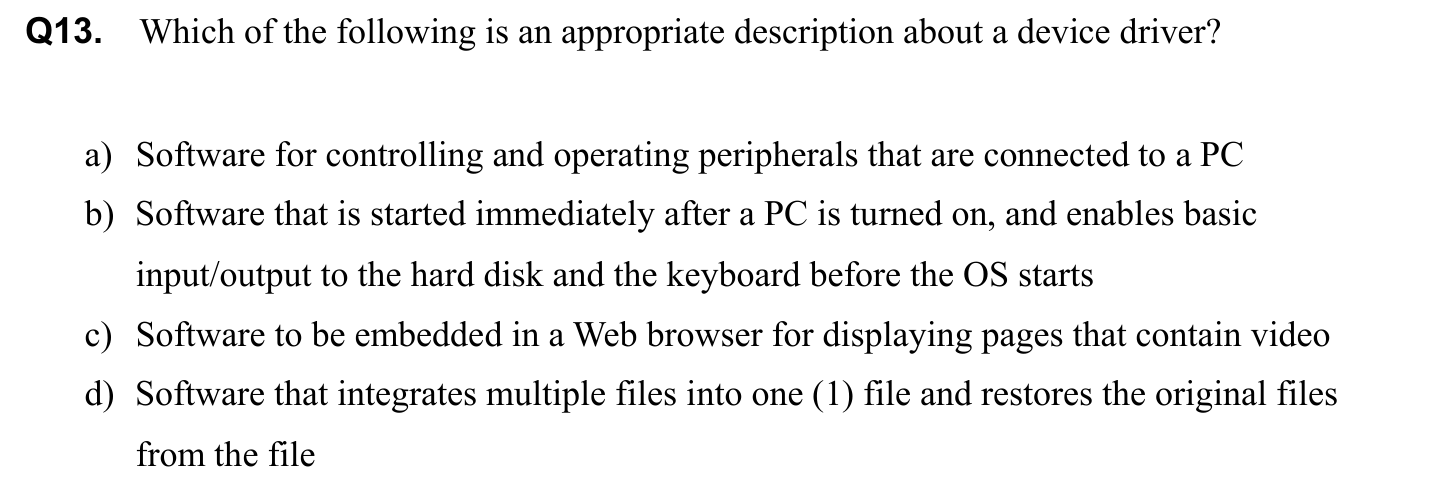 Q13. Which of the following is an appropriate description about a device driver?
a) Software for controlling and operating peripherals that are connected to a PC
b) Software that is started immediately after a PC is turned on, and enables basic
input/output to the hard disk and the keyboard before the OS starts
c) Software to be embedded in a Web browser for displaying pages that contain video
d) Software that integrates multiple files into one (1) file and restores the original files
from the file